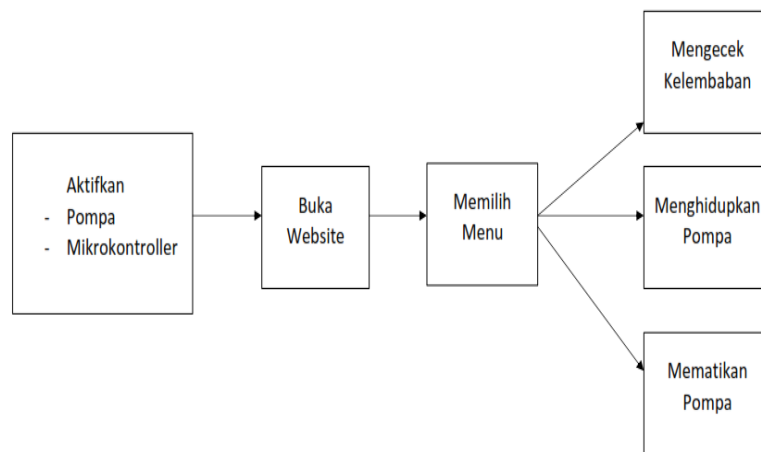 Aktifkan
- Pompa
- Mikrokontroller
Buka
Website
Memilih
Menu
Mengecek
Kelembaban
Menghidupkan
Pompa
Mematikan
Pompa